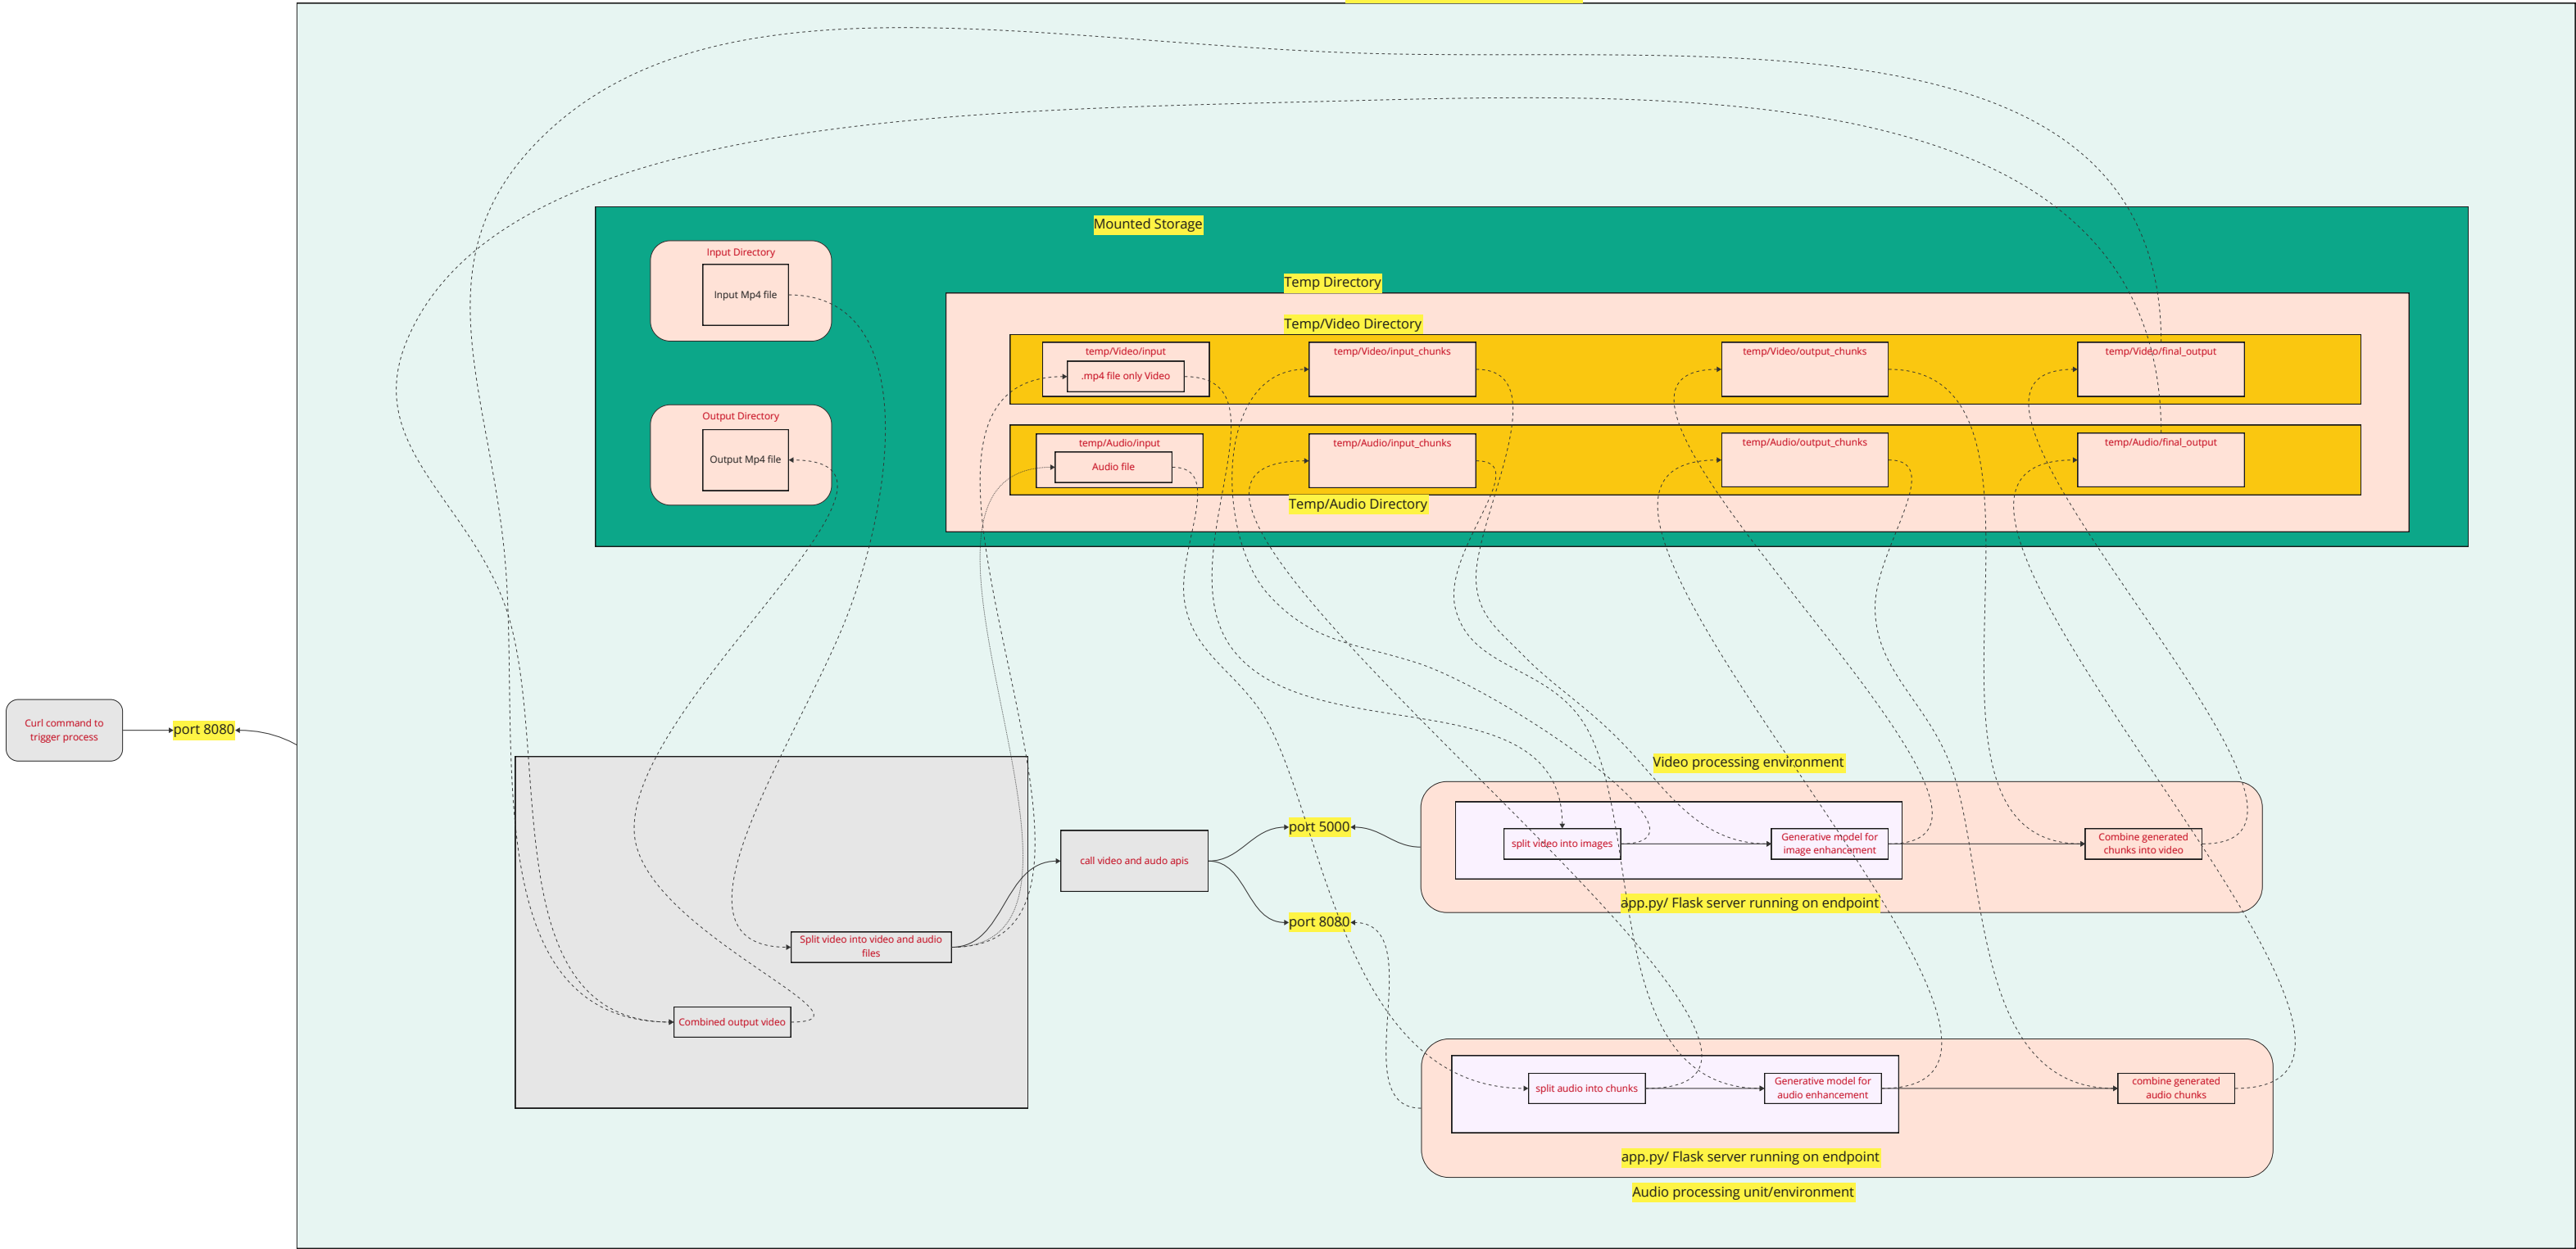 Mounted Storage
Input Directory
Input Mp4 file
Temp Directory
Temp/Video Directory
temp/Video/input
.mp4 file only Video
temp/Video/input_chunks
temp/Video/output_chunks
temp/Video/final_output
Output Directory
Output Mp4 file
temp/Audio/input
Audio file
temp/Audio/input_chunks
temp/Audio/output_chunks
temp/Audio/final_output
Temp/Audio Directory
Curl command to
trigger process
port 8080
Video processing environment
call video and audo apis
port 5000
split video into images
Generative model for
image enhancement
Combine generated
chunks into video
app.py/ Flask server running on endpoint
port 8080
Split video into video and audio
files
Combined output video
split audio into chunks
Generative model for
audio enhancement
combine generated
audio chunks
app.py/ Flask server running on endpoint
Audio processing unit/environment